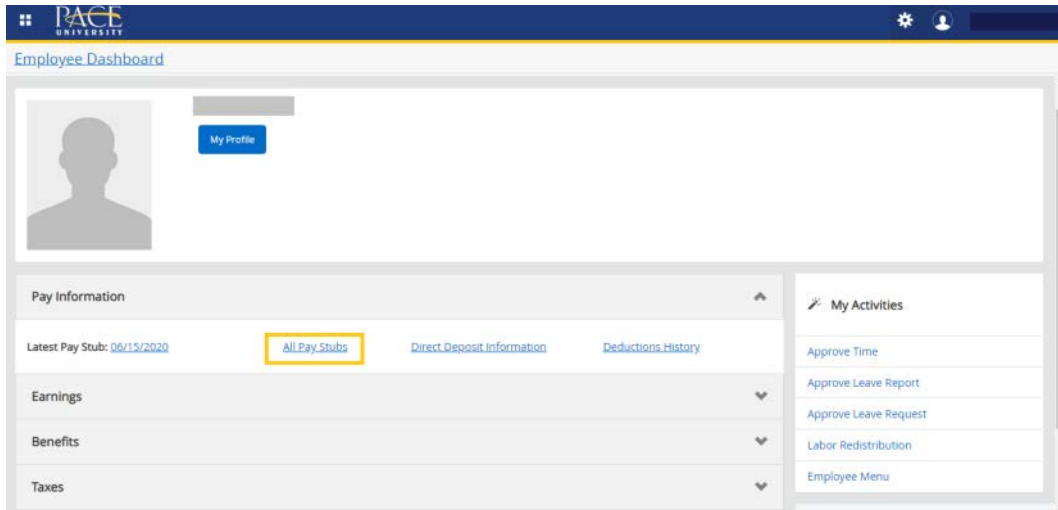 PACE
UNIVERSITY
Employee Dashboard
My Profile
Pay Information
Latest Pay Stub: 06/15/2020 All Pay Stubs Direct Deposit Information Deductions History
Earnings
Benefits
Taxes
My Activities
Approve Time
Approve Leave Report
Approve Leave Request
Labor Redistribution
Employee Menu